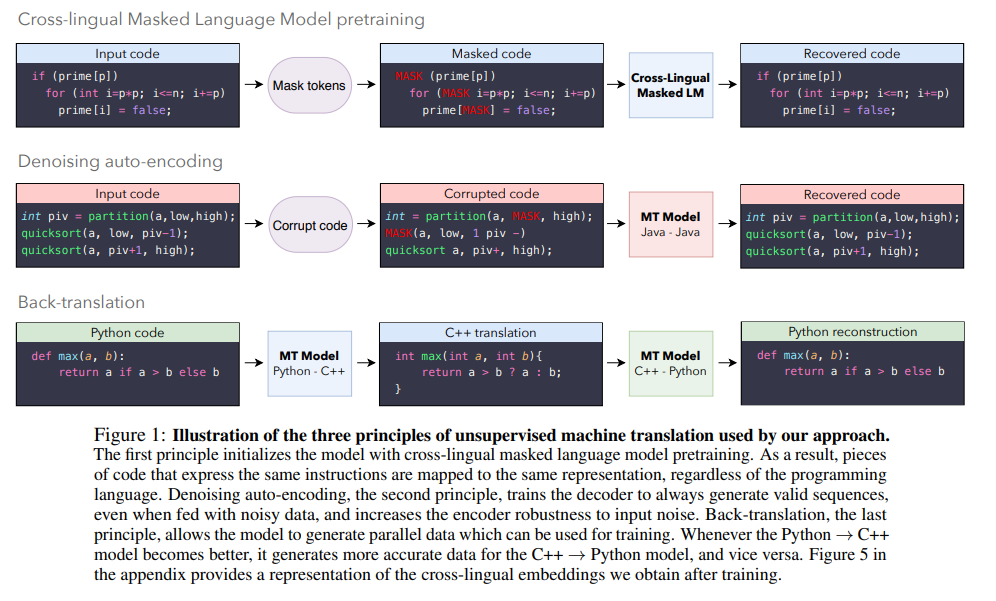 Cross-lingual Masked Language Model pretraining
Input code
if (prime[p])
for (int i=p*p; i<=n; i+=p)
prime[i] = false;
Mask tokens
Masked code
MASK (prime[p])
for (MASK i=p*p; i<=n; i+=p)
prime[MASK] = false;
Cross-Lingual
Masked LM
Recovered code
if (prime[p])
for (int i=p*p; i<=n; i+=p)
prime[i] = false;
Denoising auto-encoding
Input code
int piv = partition(a,low,high);
quicksort(a, low, piv-1);
quicksort(a, piv+1, high);
Corrupt code
Corrupted code
int = partition(a, MASK, high);
MASK(a, low, 1 piv -)
quicksort a, piv+, high);
MT Model
Java - Java
Recovered code
int piv = partition(a,low,high);
quicksort(a, low, piv-1);
quicksort(a, piv+1, high);
Back-translation
Python code
def max(a, b):
return a if a > b else b
MT Model
Python - C++
C++ translation
int max(int a, int b){
return a > b ? a : b;
}
MT Model
C++ - Python
Python reconstruction
def max(a, b):
return a if a > b else b
Figure 1: Illustration of the three principles of unsupervised machine translation used by our approach.
The first principle initializes the model with cross-lingual masked language model pretraining. As a result, pieces
of code that express the same instructions are mapped to the same representation, regardless of the programming
language. Denoising auto-encoding, the second principle, trains the decoder to always generate valid sequences,
even when fed with noisy data, and increases the encoder robustness to input noise. Back-translation, the last
principle, allows the model to generate parallel data which can be used for training. Whenever the Python → C++
model becomes better, it generates more accurate data for the C++ → Python model, and vice versa. Figure 5 in
the appendix provides a representation of the cross-lingual embeddings we obtain after training.